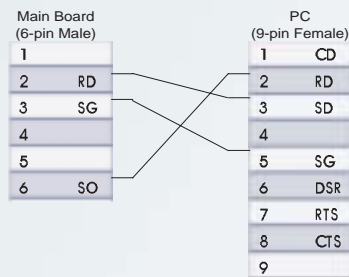 Main Board
(6-pin Male)
1
2 RD
3 SG
4
5
6 SO
PC
(9-pin Female)
1 CD
2 RD
3 SD
4
5 SG
6 DSR
7 RTS
8 CTS
9